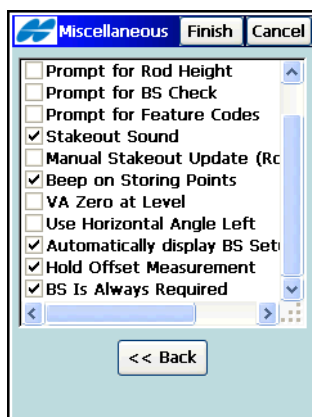 Miscellaneous Finish Cancel
Prompt for Rod Height
Prompt for BS Check
Prompt for Feature Codes
Stakeout Sound
Manual Stakeout Update (Ro
Beep on Storing Points
VA Zero at Level
Use Horizontal Angle Left
Automatically display BS Set
Hold Offset Measurement
BS Is Always Required
<< Back